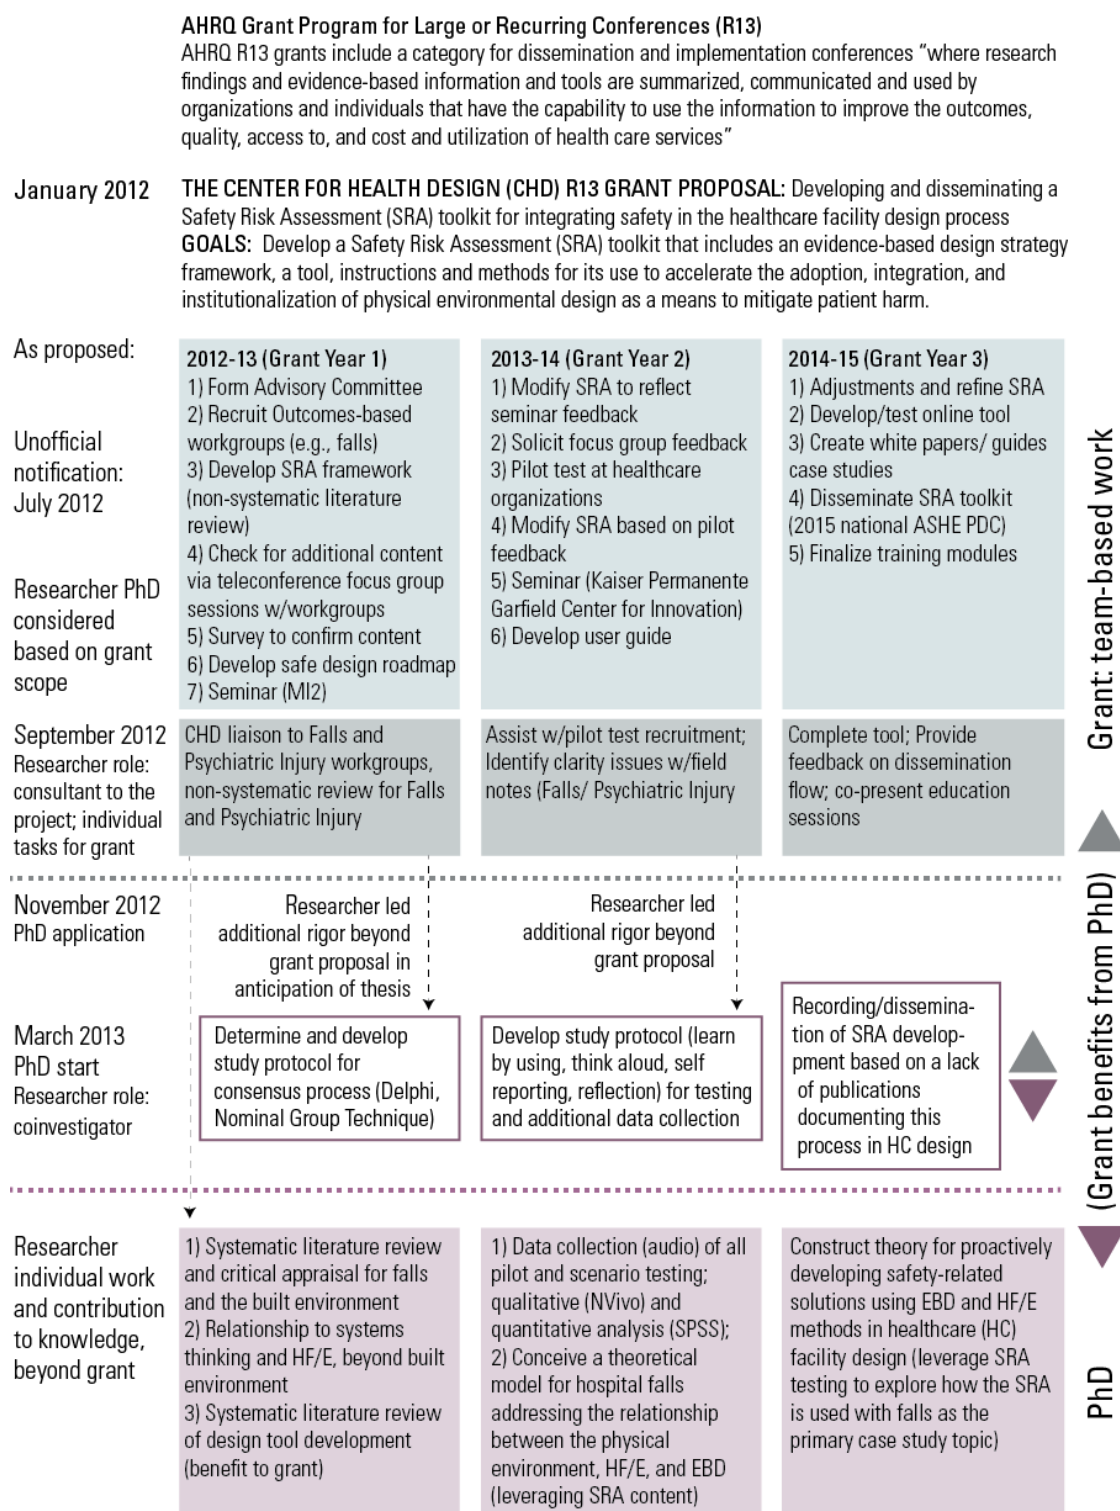 AHRQ Grant Program for Large or Recurring Conferences (R13)
AHRQ R13 grants include a category for dissemination and implementation conferences “where research
findings and evidence-based information and tools are summarized, communicated and used by
organizations and individuals that have the capability to use the information to improve the outcomes,
quality, access to, and cost and utilization of health care services”
January 2012
THE CENTER FOR HEALTH DESIGN (CHD) R13 GRANT PROPOSAL: Developing and disseminating a
Safety Risk Assessment (SRA) toolkit for integrating safety in the healthcare facility design process
GOALS: Develop a Safety Risk Assessment (SRA) toolkit that includes an evidence-based design strategy
framework, a tool, instructions and methods for its use to accelerate the adoption, integration, and
institutionalization of physical environmental design as a means to mitigate patient harm.
As proposed:
Unofficial
notification:
July 2012
Researcher PhD
considered
based on grant
scope
2012-13 (Grant Year 1)
1) Form Advisory Committee
2) Recruit Outcomes-based
workgroups (e.g., falls)
3) Develop SRA framework
(non-systematic literature
review)
4) Check for additional content
via teleconference focus group
sessions w/workgroups
5) Survey to confirm content
6) Develop safe design roadmap
7) Seminar (MI2)
2013-14 (Grant Year 2)
1) Modify SRA to reflect
seminar feedback
2) Solicit focus group feedback
3) Pilot test at healthcare
organizations
4) Modify SRA based on pilot
feedback
5) Seminar (Kaiser Permanente
Garfield Center for Innovation)
6) Develop user guide
2014-15 (Grant Year 3)
1) Adjustments and refine SRA
2) Develop/test online tool
3) Create white papers/ guides
case studies
4) Disseminate SRA toolkit
(2015 national ASHE PDC)
5) Finalize training modules
September 2012
Researcher role:
consultant to the
project; individual
tasks for grant
CHD liaison to Falls and
Psychiatric Injury workgroups,
non-systematic review for Falls
and Psychiatric Injury
Assist w/pilot test recruitment;
Identify clarity issues w/field
notes (Falls/ Psychiatric Injury
Complete tool; Provide
feedback on dissemination
flow; co-present education
sessions
November 2012
PhD application
Researcher led
additional rigor beyond
grant proposal in
anticipation of thesis
Researcher led
additional rigor beyond
grant proposal
March 2013
PhD start
Researcher role:
coinvestigator
Determine and develop
study protocol for
consensus process (Delphi,
Nominal Group Technique)
Develop study protocol (learn
by using, think aloud, self
reporting, reflection) for testing
and additional data collection
Recording/dissemina-
tion of SRA develop-
ment based on a lack
of publications
documenting this
process in HC design
Researcher
individual work
and contribution
to knowledge,
beyond grant
1) Systematic literature review
and critical appraisal for falls
and the built environment
2) Relationship to systems
thinking and HF/E, beyond built
environment
3) Systematic literature review
of design tool development
(benefit to grant)
1) Data collection (audio) of all
pilot and scenario testing;
qualitative (NVivo) and
quantitative analysis (SPSS);
2) Conceive a theoretical
model for hospital falls
addressing the relationship
between the physical
environment, HF/E, and EBD
(leveraging SRA content)
Construct theory for proactively
developing safety-related
solutions using EBD and HF/E
methods in healthcare (HC)
facility design (leverage SRA
testing to explore how the SRA
is used with falls as the
primary case study topic)
Grant: team-based work
(Grant benefits from PhD)
PhD